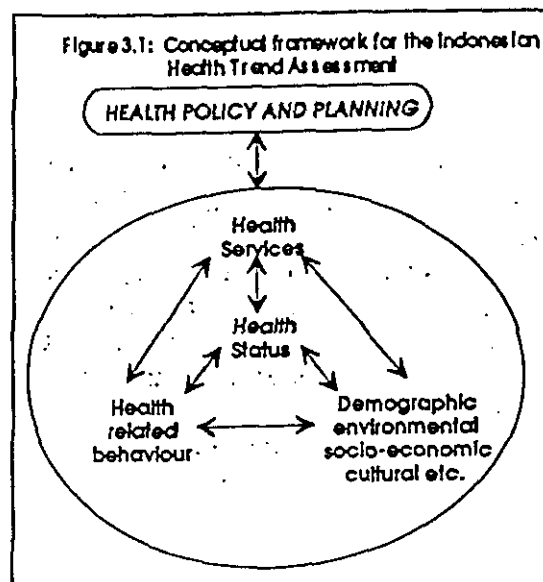 Figure 3.1: Conceptual framework for the Indonesian
Health Trend Assessment
HEALTH POLICY AND PLANNING
Health
Services
Health
Status
Health
related
behaviour
Demographic
environmental
socio-economic
cultural etc.